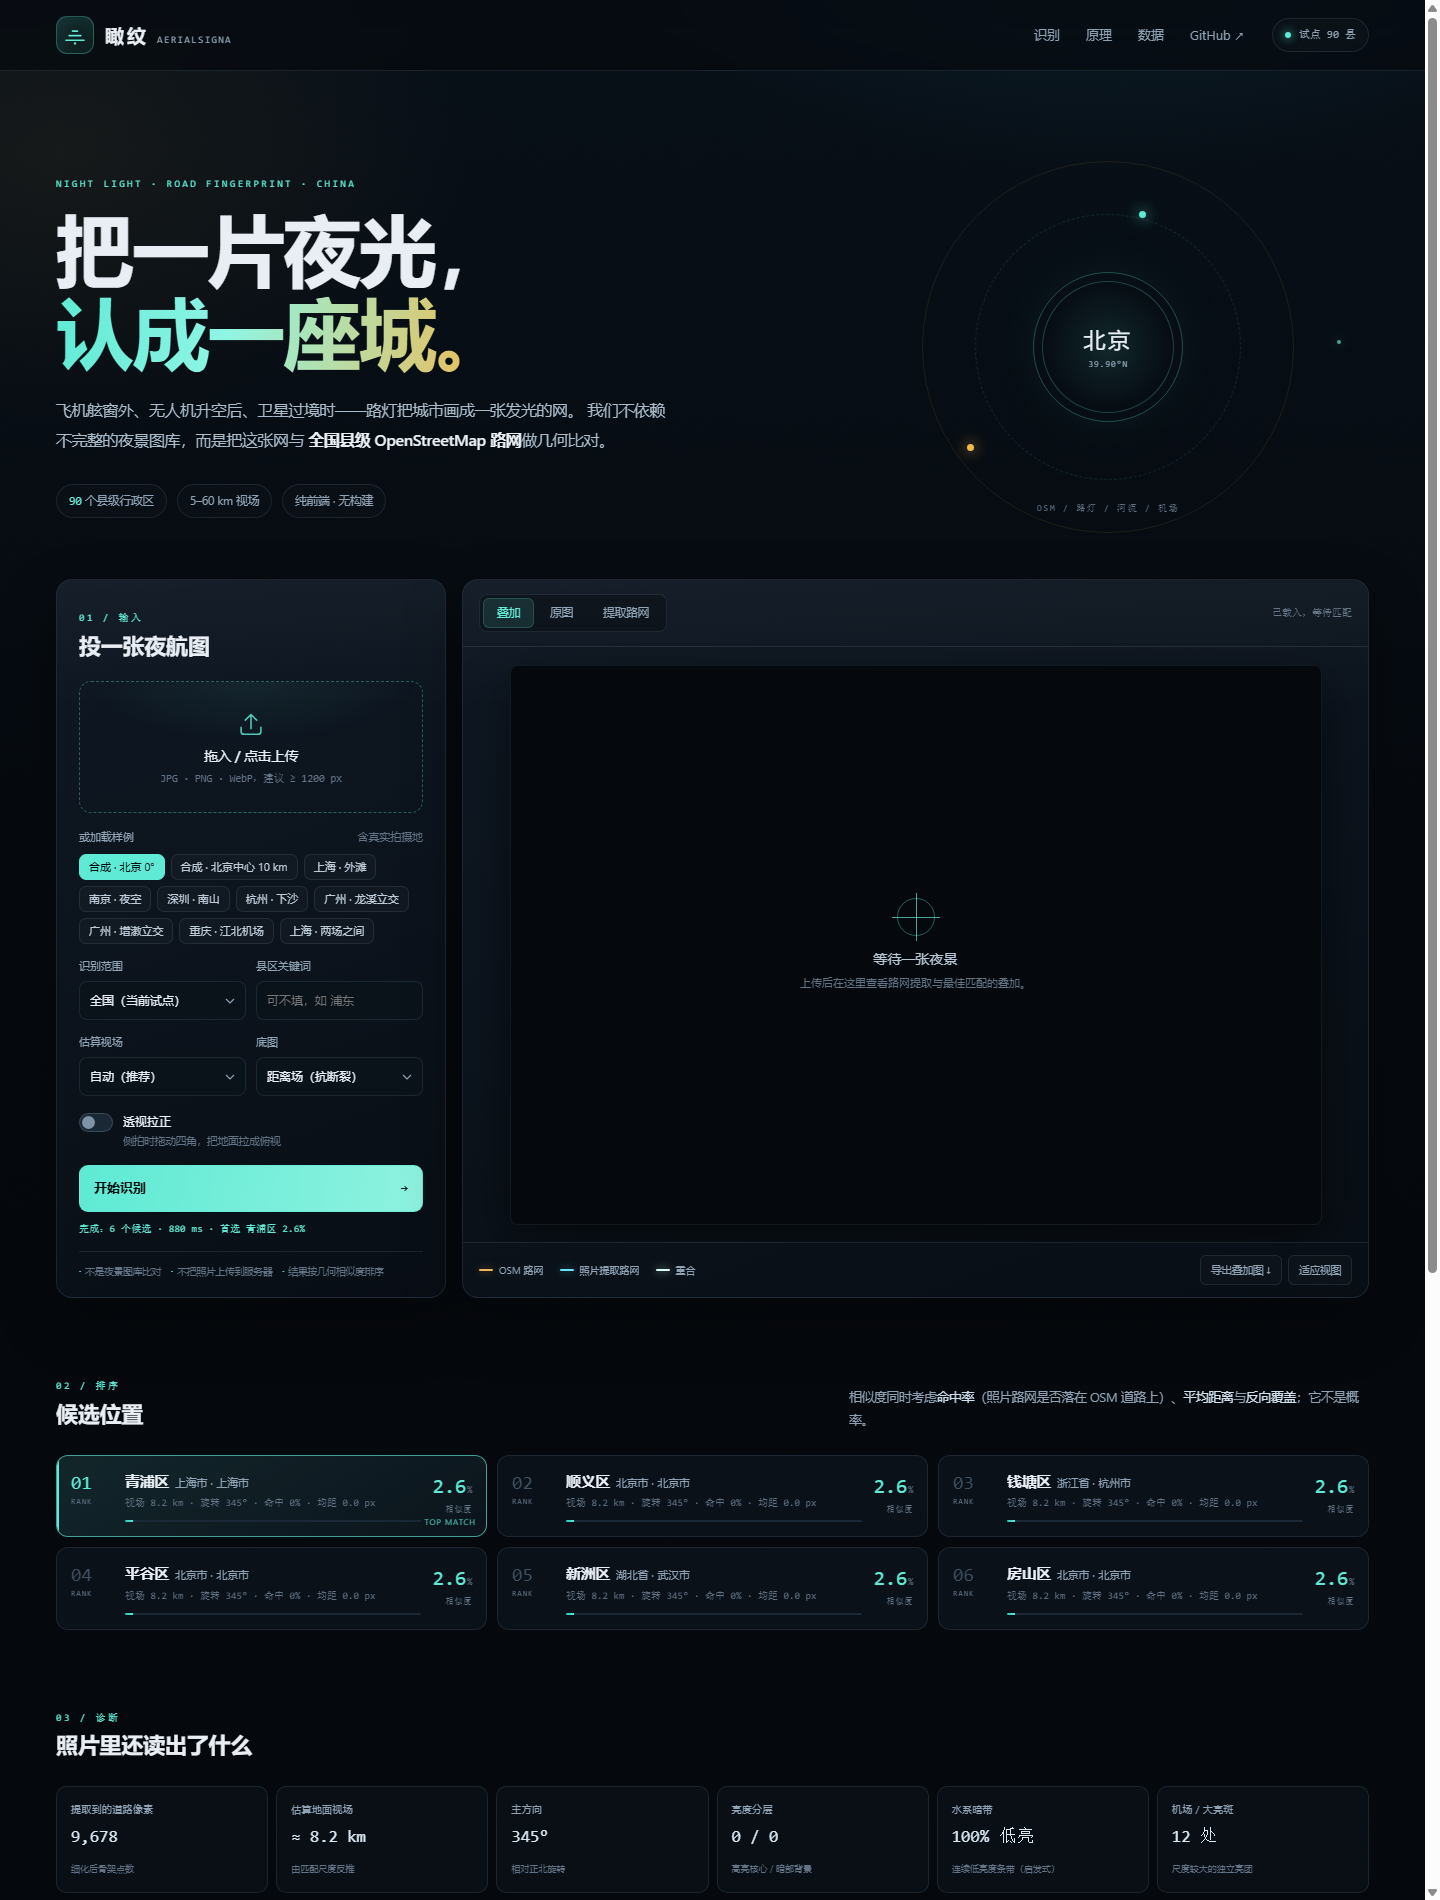 瞰纹 AERIALSIGNA
识别 原理 数据 GitHub ↗ 试点 90 县
NIGHT LIGHT · ROAD FINGERPRINT · CHINA
把一片夜光，
认成一座城。
飞机舷窗外、无人机升空后、卫星过境时——路灯把城市画成一张发光的网。 我们不依赖
不完整的夜景图库，而是把这张网与 全国县级 OpenStreetMap 路网做几何比对。
90 个县级行政区 5–60 km 视场 纯前端 · 无构建
北京
39.90°N
OSM / 路灯 / 河流 / 机场
01 / 输入
投一张夜航图
拖入 / 点击上传
JPG · PNG · WebP，建议 ≥ 1200 px
或加载样例 含真实拍摄地
合成 · 北京 0° 合成 · 北京中心 10 km 上海 · 外滩
南京 · 夜空 深圳 · 南山 杭州 · 下沙 广州 · 龙溪立交
广州 · 增滘立交 重庆 · 江北机场 上海 · 两场之间
识别范围 县区关键词
全国（当前试点） 可不填，如 浦东
估算视场 底图
自动（推荐） 距离场（抗断裂）
透视拉正
侧拍时拖动四角，把地面拉成俯视
开始识别 →
完成：6 个候选 · 880 ms · 首选 青浦区 2.6%
· 不是夜景图库比对 · 不把照片上传到服务器 · 结果按几何相似度排序
叠加 原图 提取路网 已载入，等待匹配
等待一张夜景
上传后在这里查看路网提取与最佳匹配的叠加。
OSM 路网 照片提取路网 重合 导出叠加图 ↓ 适应视图
02 / 排序
候选位置
相似度同时考虑命中率（照片路网是否落在 OSM 道路上）、平均距离与反向覆盖；它不是概
率。
01 RANK 青浦区 上海市 · 上海市 2.6% 相似度
视场 8.2 km · 旋转 345° · 命中 0% · 均距 0.0 px
TOP MATCH
02 RANK 顺义区 北京市 · 北京市 2.6% 相似度
视场 8.2 km · 旋转 345° · 命中 0% · 均距 0.0 px
03 RANK 钱塘区 浙江省 · 杭州市 2.6% 相似度
视场 8.2 km · 旋转 345° · 命中 0% · 均距 0.0 px
04 RANK 平谷区 北京市 · 北京市 2.6% 相似度
视场 8.2 km · 旋转 345° · 命中 0% · 均距 0.0 px
05 RANK 新洲区 湖北省 · 武汉市 2.6% 相似度
视场 8.2 km · 旋转 345° · 命中 0% · 均距 0.0 px
06 RANK 房山区 北京市 · 北京市 2.6% 相似度
视场 8.2 km · 旋转 345° · 命中 0% · 均距 0.0 px
03 / 诊断
照片里还读出了什么
提取到的道路像素 估算地面视场 主方向 亮度分层 水系暗带 机场 / 大亮斑
9,678 ≈ 8.2 km 345° 0 / 0 100% 低亮 12 处
细化后骨架点数 由匹配尺度反推 相对正北旋转 高亮核心 / 暗部背景 连续低亮度条带（启发式） 尺度较大的独立亮团